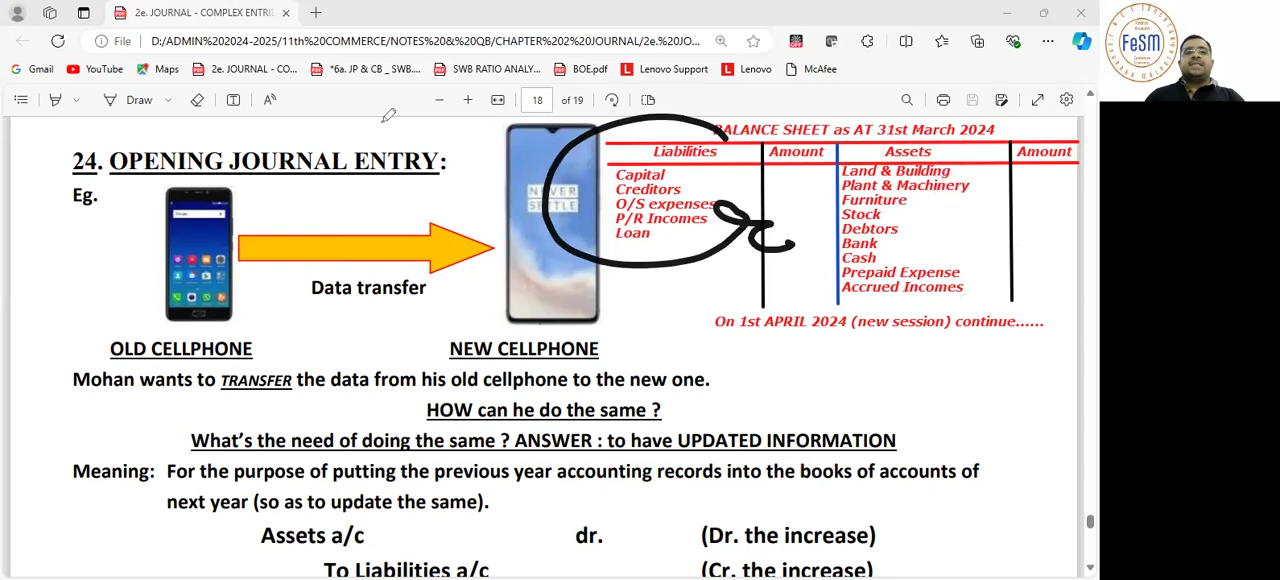 2e. JOURNAL - COMPLEX ENTRIE
File
D:/ADMIN%202024-2025/11th%20COMMERCE/NOTES%20
QB/CHAPTER%202%20JOURNAL/2e.%20JO...
Gmail
YouTube
Maps
2e. JOURNAL - CO...
*6a. JP & CB _ SWB....
SWB RATIO ANALY...
BOE.pdf
Lenovo Support
Lenovo
McAfee
Draw
18 of 19
FeSM
24. OPENING JOURNAL ENTRY:
Eg.
NEVER
SETTLE
Data transfer
OLD CELLPHONE
NEW CELLPHONE
BALANCE SHEET as AT 31st March 2024
Liabilities Amount Assets Amount
Capital
Creditors
O/S expenses
P/R Incomes
Loan
Land & Building
Plant & Machinery
Furniture
Stock
Debtors
Bank
Cash
Prepaid Expense
Accrued Incomes
On 1st APRIL 2024 (new session) continue......
Mohan wants to TRANSFER the data from his old cellphone to the new one.
HOW can he do the same ?
What's the need of doing the same ? ANSWER : to have UPDATED INFORMATION
Meaning: For the purpose of putting the previous year accounting records into the books of accounts of
next year (so as to update the same).
Assets a/c dr. (Dr. the increase)
To Liabilities a/c (Cr. the increase)